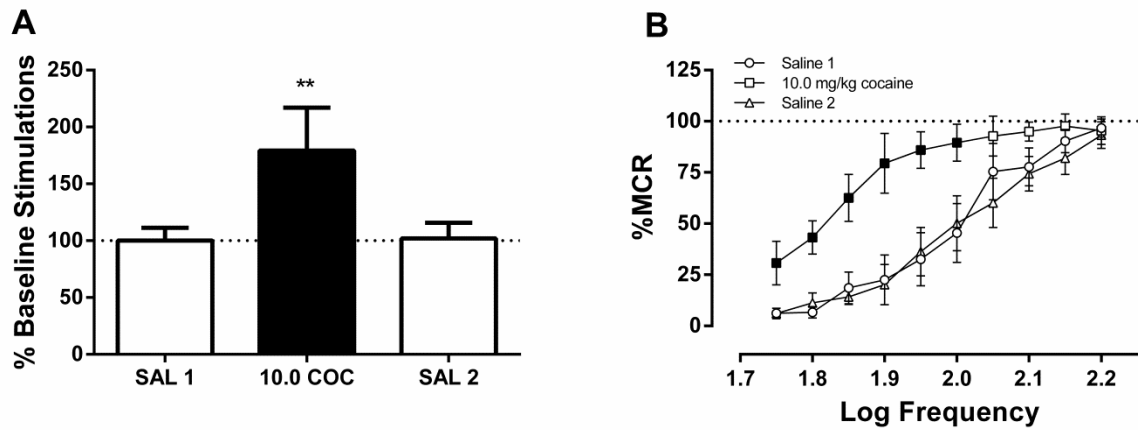 A
% Baseline Stimulations
250
200
150
100
50
0
**
SAL 1
10.0 COC
SAL 2
B
Saline 1
10.0 mg/kg cocaine
Saline 2
%MCR
125
100
75
50
25
0
1.7
1.8
1.9
2.0
2.1
2.2
Log Frequency